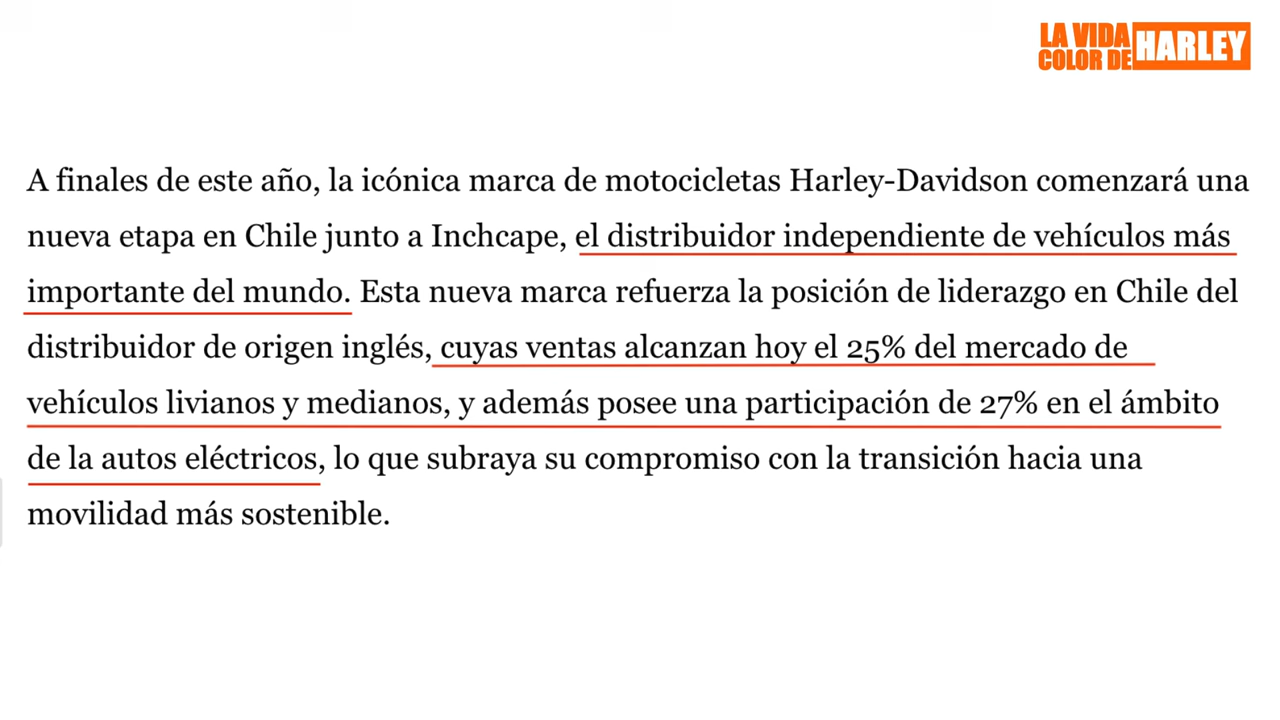 LA VIDA
COLOR DE HARLEY
A finales de este año, la icónica marca de motocicletas Harley-Davidson comenzará una
nueva etapa en Chile junto a Inchcape, el distribuidor independiente de vehículos más
importante del mundo. Esta nueva marca refuerza la posición de liderazgo en Chile del
distribuidor de origen inglés, cuyas ventas alcanzan hoy el 25% del mercado de
vehículos livianos y medianos, y además posee una participación de 27% en el ámbito
de la autos eléctricos, lo que subraya su compromiso con la transición hacia una
movilidad más sostenible.